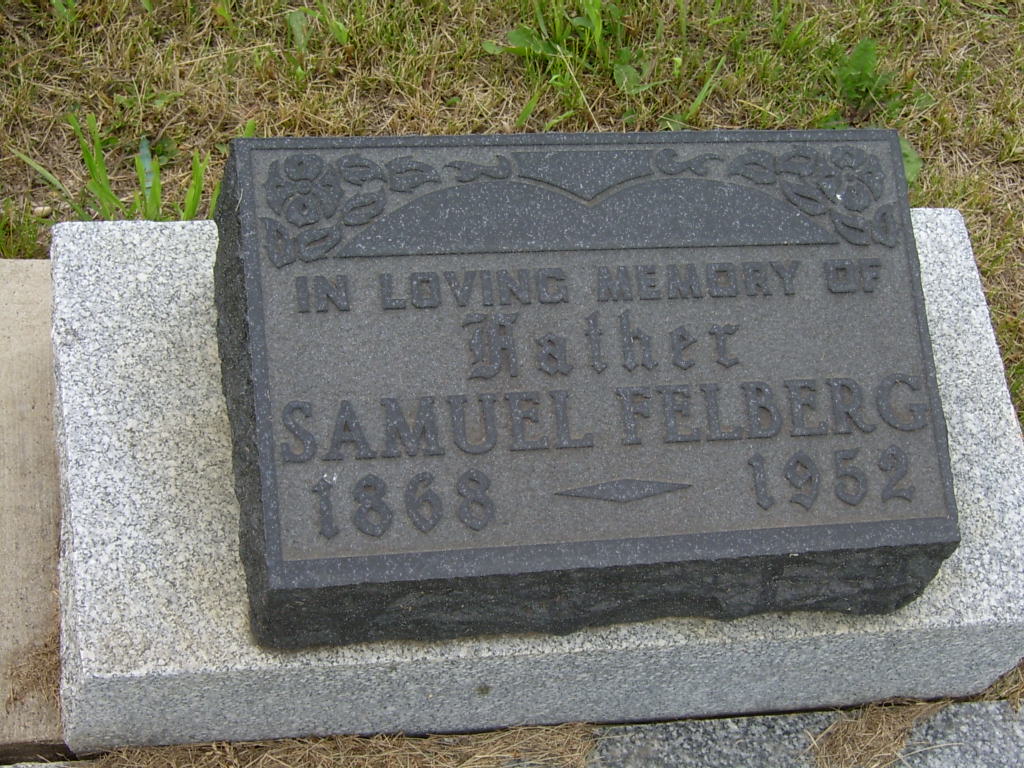 IN LOVING MEMORY OF
Father
SAMUEL FELBERG
1868 1952